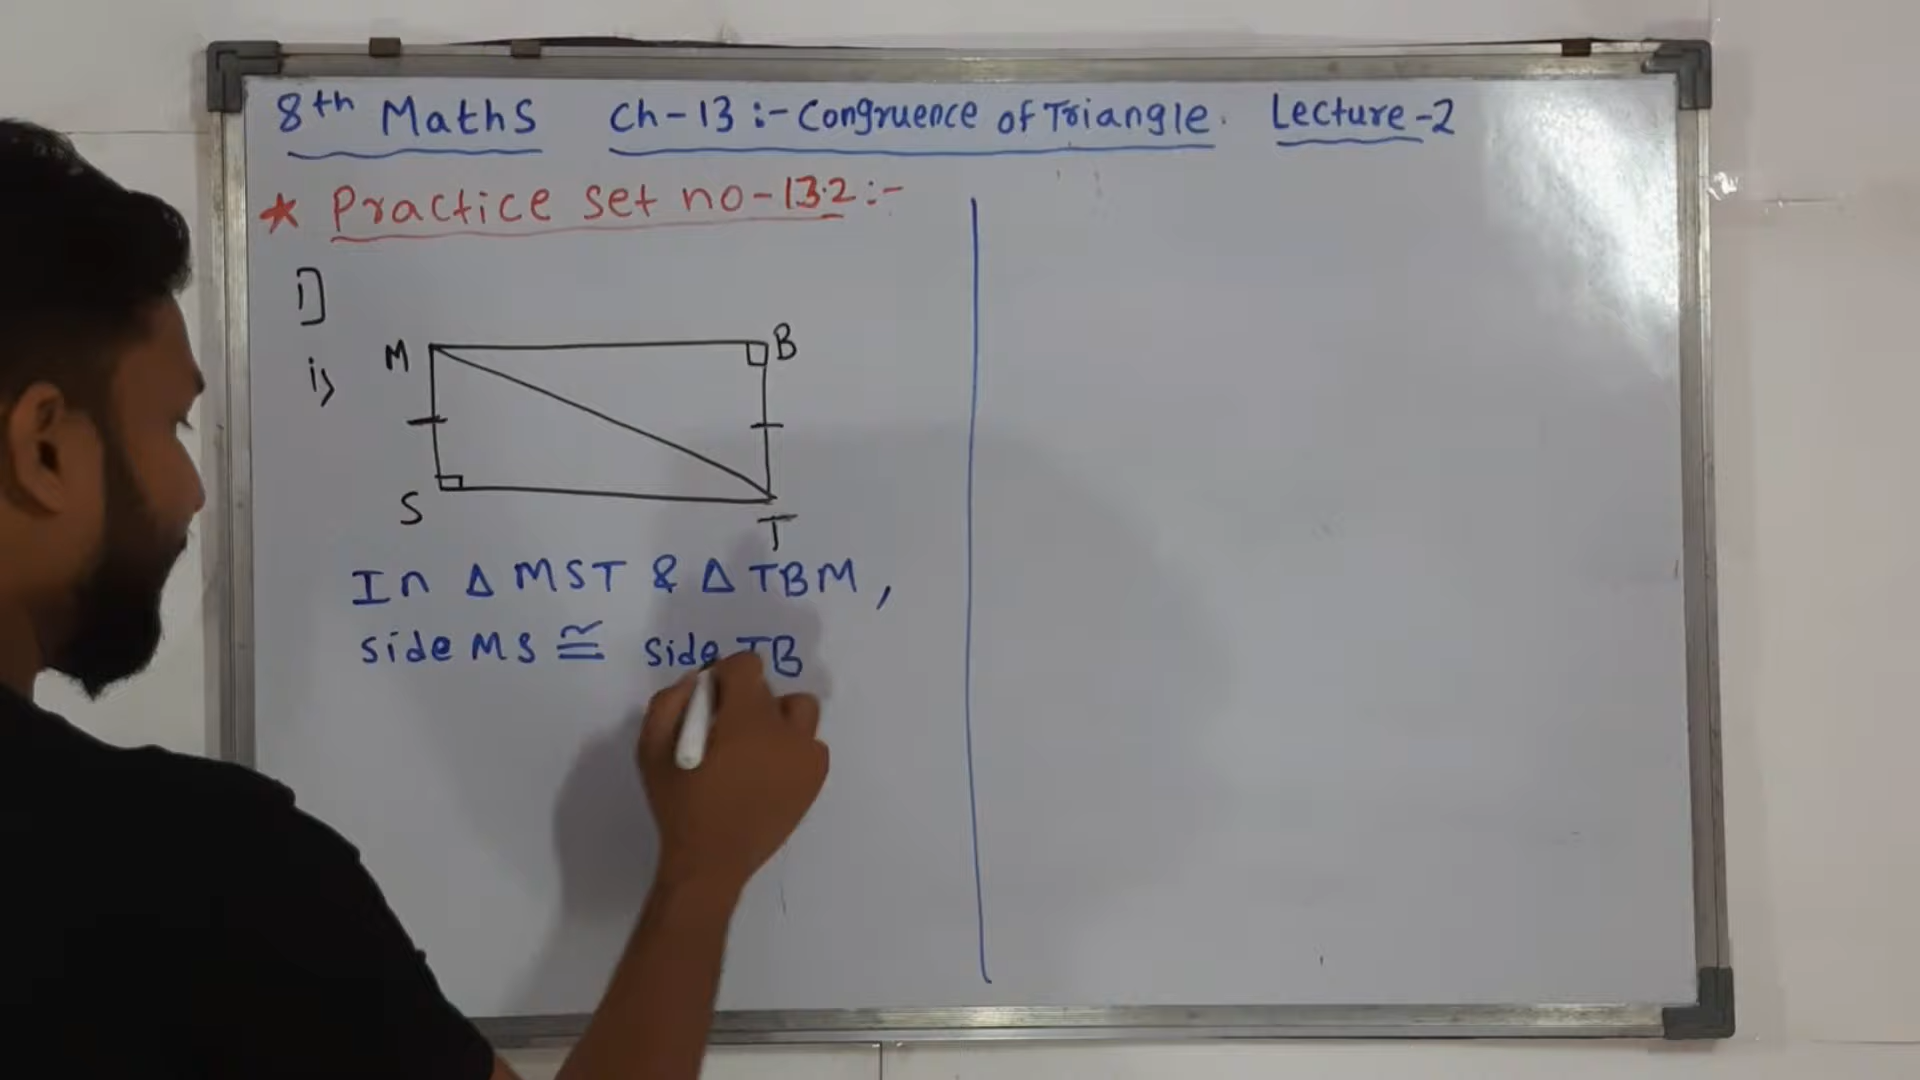 8th Maths Ch-13:- Congruence of Triangle. Lecture-2
* Practice set no-13.2:-
1]
i)
M B
S T
In Δ MST & Δ TBM,
side MS ≅ side TB